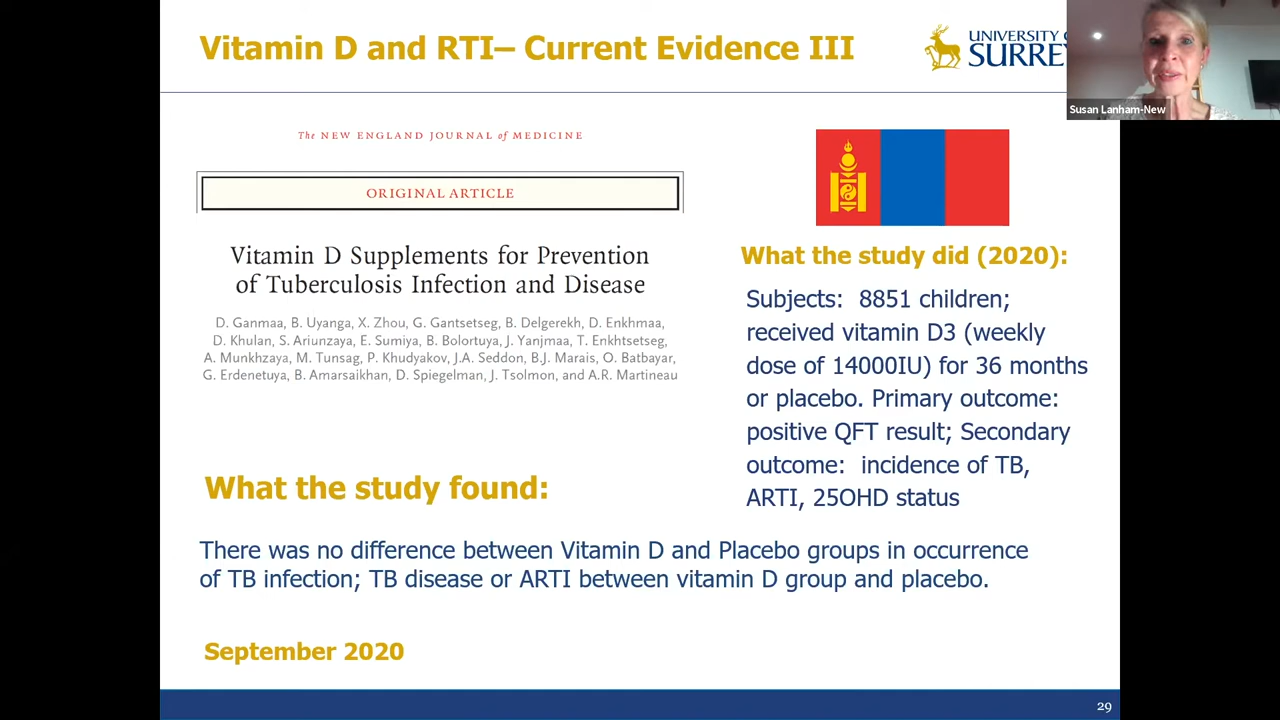 Vitamin D and RTI– Current Evidence III
UNIVERSITY O
SURREY
Susan Lanham-New
The NEW ENGLAND JOURNAL of MEDICINE
ORIGINAL ARTICLE
Vitamin D Supplements for Prevention
of Tuberculosis Infection and Disease
D. Ganmaa, B. Uyanga, X. Zhou, G. Gantsetseg, B. Delgerekh, D. Enkhmaa,
D. Khulan, S. Ariunzaya, E. Sumiya, B. Bolortuya, J. Yanjmaa, T. Enkhtsetseg,
A. Munkhzaya, M. Tunsag, P. Khudyakov, J.A. Seddon, B.J. Marais, O. Batbayar,
G. Erdenetuya, B. Amarsaikhan, D. Spiegelman, J. Tsolmon, and A.R. Martineau
What the study did (2020):
Subjects: 8851 children;
received vitamin D3 (weekly
dose of 14000IU) for 36 months
or placebo. Primary outcome:
positive QFT result; Secondary
outcome: incidence of TB,
ARTI, 25OHD status
What the study found:
There was no difference between Vitamin D and Placebo groups in occurrence
of TB infection; TB disease or ARTI between vitamin D group and placebo.
September 2020
29